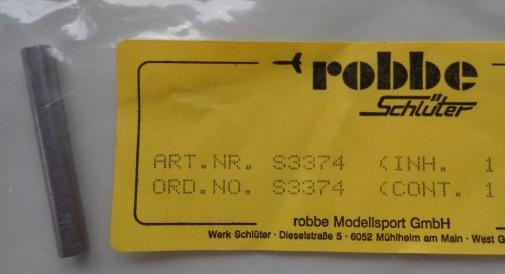 robbe
Schlüter
ART.NR. S3374 (INH. 1
ORD.NO. S3374 (CONT. 1
robbe Modellsport GmbH
Werk Schlüter · Dieselstraße 5 · 6052 Mühlheim am Main · West G